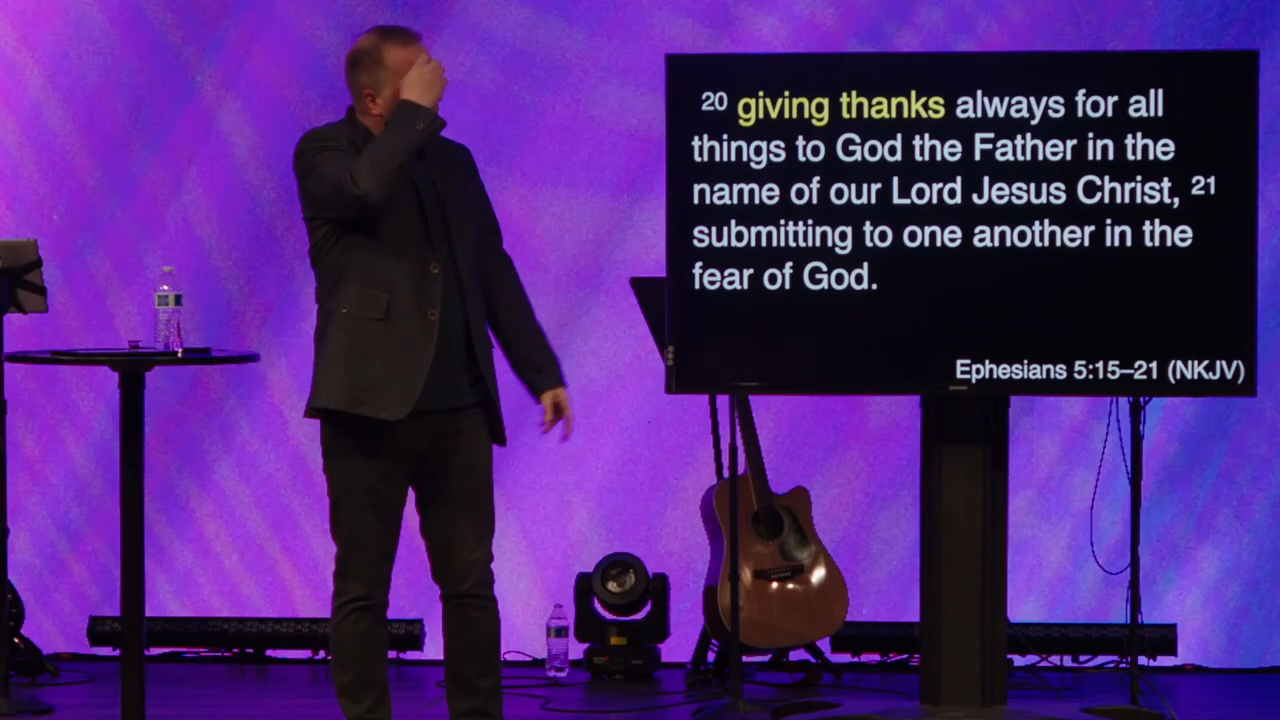 20 giving thanks always for all
things to God the Father in the
name of our Lord Jesus Christ, 21
submitting to one another in the
fear of God.
Ephesians 5:15–21 (NKJV)